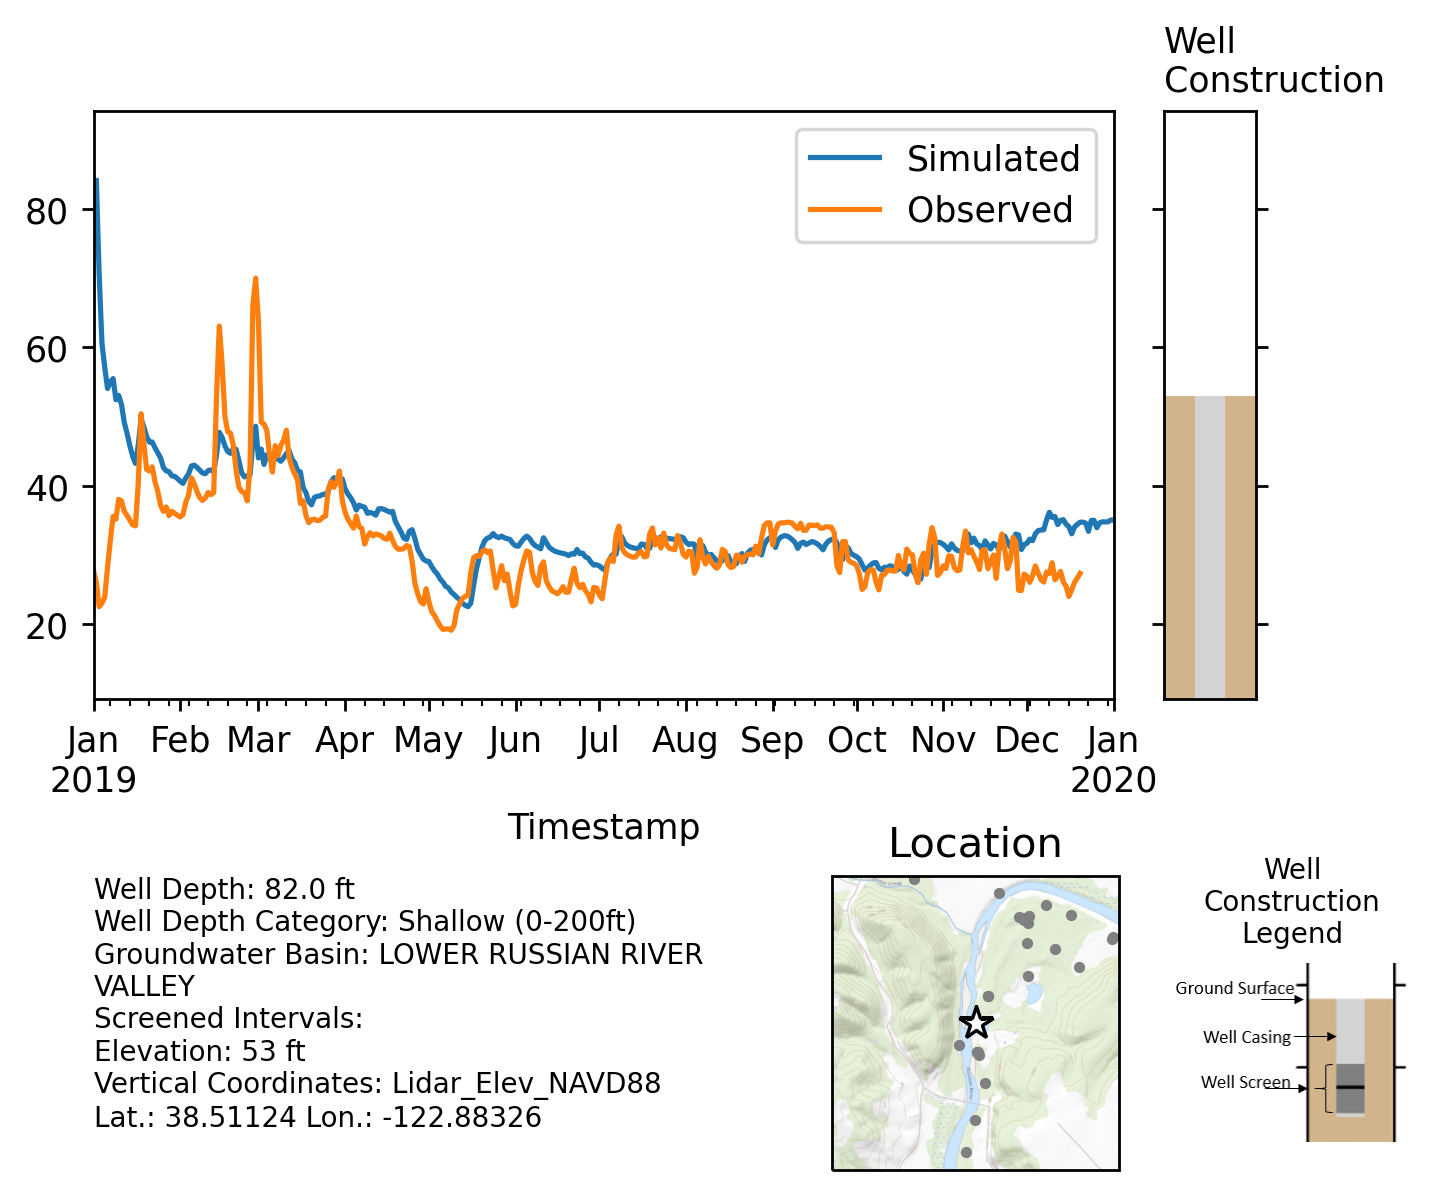 Well
Construction
Simulated
Observed
80
60
40
20
Jan
2019
Feb
Mar
Apr
May
Jun
Jul
Aug
Sep
Oct
Nov
Dec
Jan
2020
Timestamp
Well Depth: 82.0 ft
Well Depth Category: Shallow (0-200ft)
Groundwater Basin: LOWER RUSSIAN RIVER
VALLEY
Screened Intervals:
Elevation: 53 ft
Vertical Coordinates: Lidar_Elev_NAVD88
Lat.: 38.51124 Lon.: -122.88326
Location
Well
Construction
Legend
Ground Surface
Well Casing
Well Screen